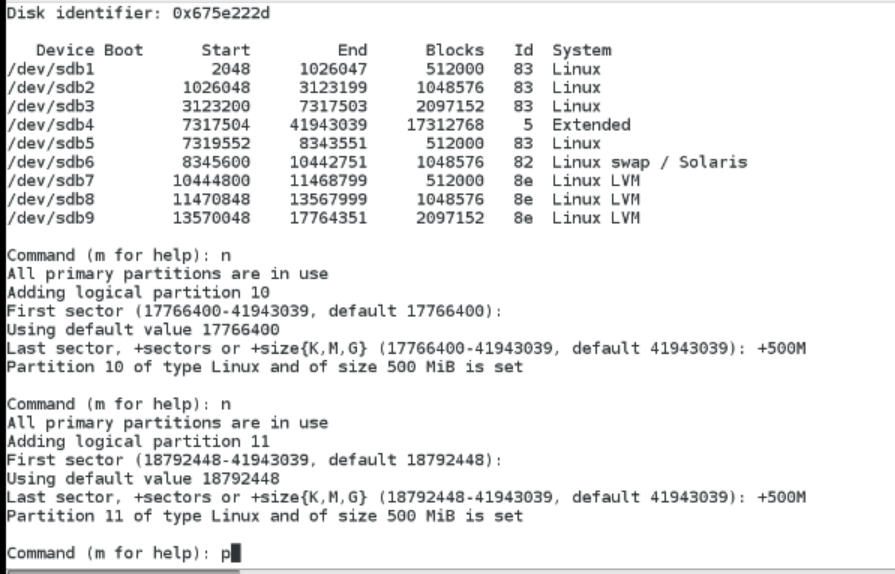 Disk identifier: 0x675e222d
Device Boot Start End Blocks Id System
/dev/sdb1 2048 1026047 512000 83 Linux
/dev/sdb2 1026048 3123199 1048576 83 Linux
/dev/sdb3 3123200 7317503 2097152 83 Linux
/dev/sdb4 7317504 41943039 17312768 5 Extended
/dev/sdb5 7319552 8343551 512000 83 Linux
/dev/sdb6 8345600 10442751 1048576 82 Linux swap / Solaris
/dev/sdb7 10444800 11468799 512000 8e Linux LVM
/dev/sdb8 11470848 13567999 1048576 8e Linux LVM
/dev/sdb9 13570048 17764351 2097152 8e Linux LVM
Command (m for help): n
All primary partitions are in use
Adding logical partition 10
First sector (17766400-41943039, default 17766400):
Using default value 17766400
Last sector, +sectors or +size{K,M,G} (17766400-41943039, default 41943039): +500M
Partition 10 of type Linux and of size 500 MiB is set
Command (m for help): n
All primary partitions are in use
Adding logical partition 11
First sector (18792448-41943039, default 18792448):
Using default value 18792448
Last sector, +sectors or +size{K,M,G} (18792448-41943039, default 41943039): +500M
Partition 11 of type Linux and of size 500 MiB is set
Command (m for help): p